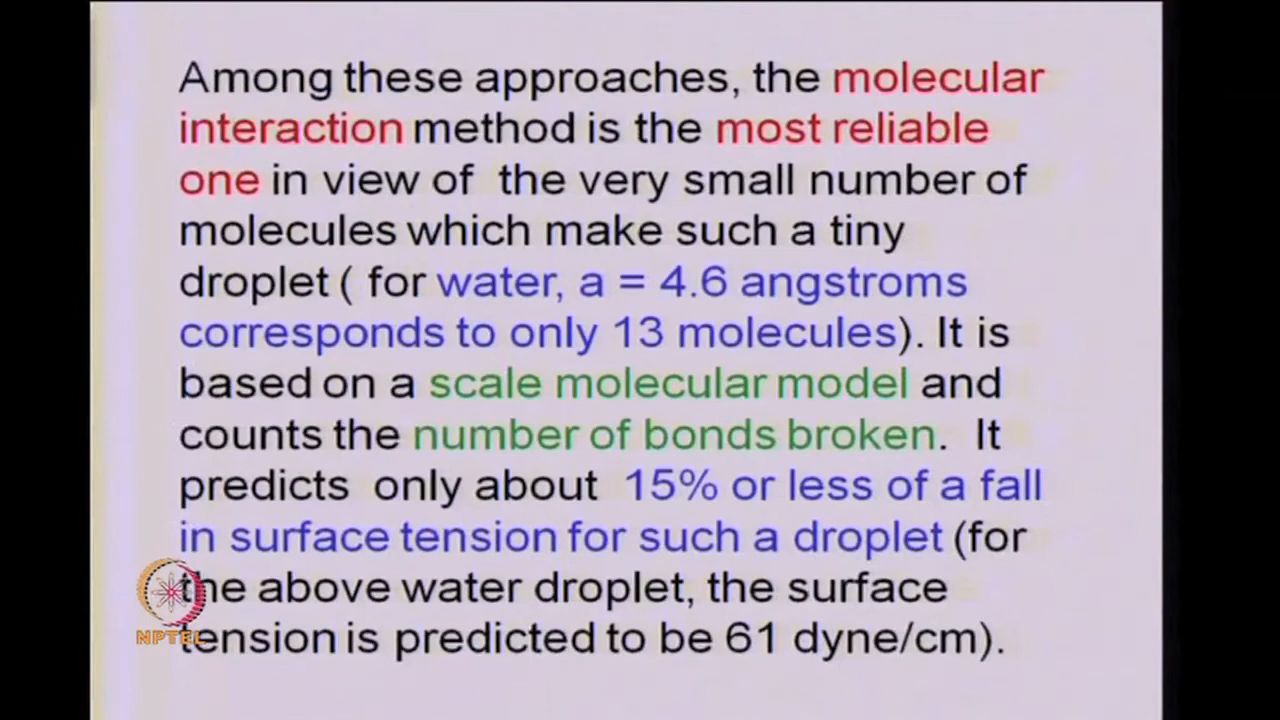 Among these approaches, the molecular
interaction method is the most reliable
one in view of the very small number of
molecules which make such a tiny
droplet ( for water, a = 4.6 angstroms
corresponds to only 13 molecules). It is
based on a scale molecular model and
counts the number of bonds broken. It
predicts only about 15% or less of a fall
in surface tension for such a droplet (for
the above water droplet, the surface
tension is predicted to be 61 dyne/cm).
NPTEL